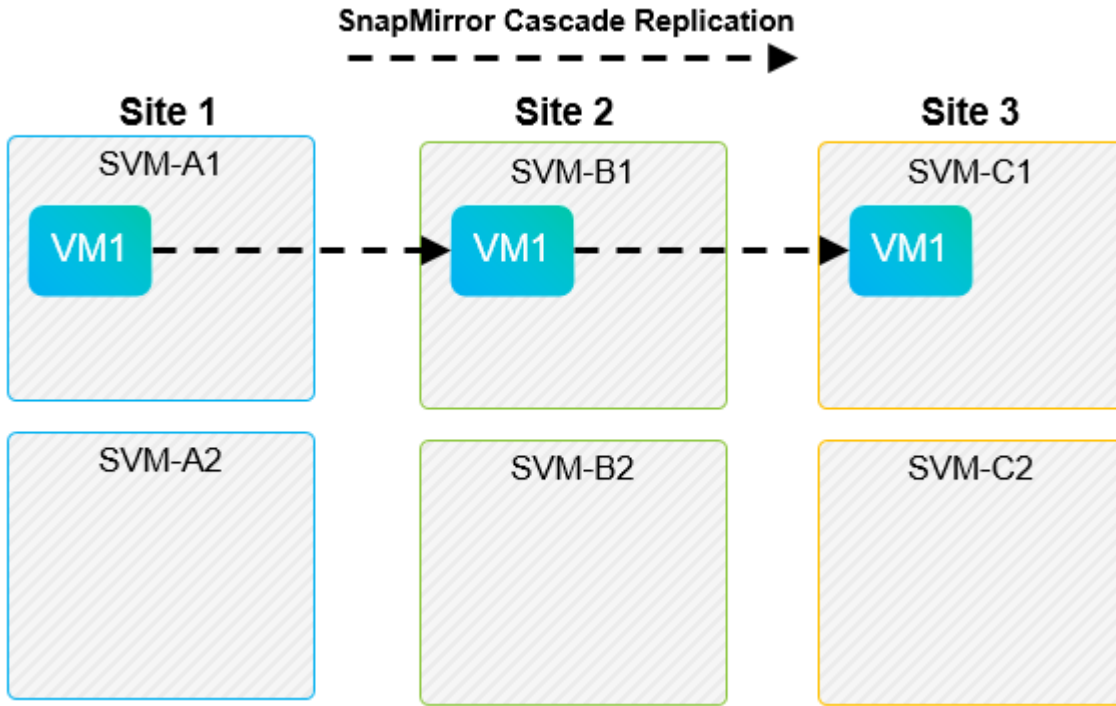 SnapMirror Cascade Replication
Site 1
Site 2
Site 3
SVM-A1
SVM-B1
SVM-C1
VM1
VM1
VM1
SVM-A2
SVM-B2
SVM-C2